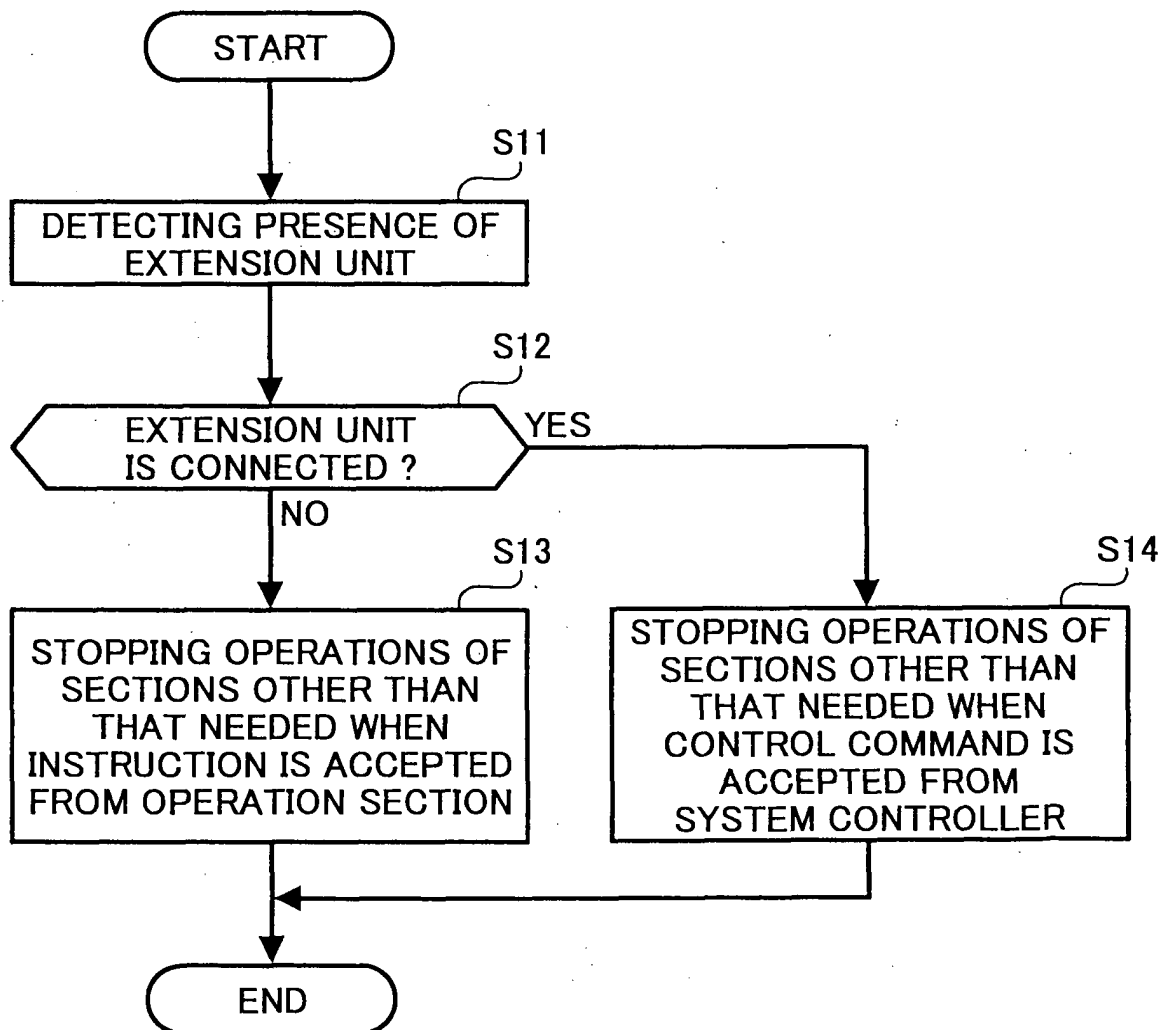 START
S11
DETECTING PRESENCE OF
EXTENSION UNIT
S12
EXTENSION UNIT
IS CONNECTED ?
YES
NO
S13
STOPPING OPERATIONS OF
SECTIONS OTHER THAN
THAT NEEDED WHEN
INSTRUCTION IS ACCEPTED
FROM OPERATION SECTION
S14
STOPPING OPERATIONS OF
SECTIONS OTHER THAN
THAT NEEDED WHEN
CONTROL COMMAND IS
ACCEPTED FROM
SYSTEM CONTROLLER
END